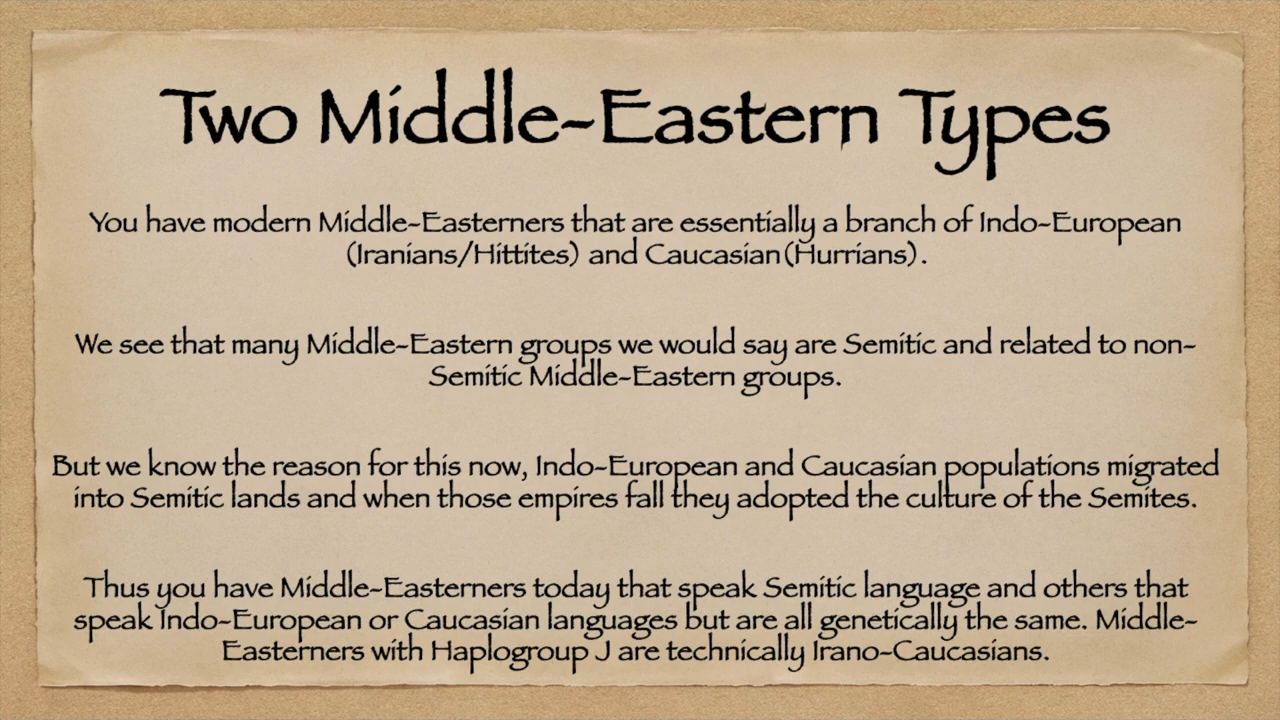 Two Middle-Eastern Types
You have modern Middle-Easterners that are essentially a branch of Indo-European
(Iranians/Hittites) and Caucasian(Hurrians).
We see that many Middle-Eastern groups we would say are Semitic and related to non-
Semitic Middle-Eastern groups.
But we know the reason for this now, Indo-European and Caucasian populations migrated
into Semitic lands and when those empires fall they adopted the culture of the Semites.
Thus you have Middle-Easterners today that speak Semitic language and others that
speak Indo-European or Caucasian languages but are all genetically the same. Middle-
Easterners with Haplogroup J are technically Irano-Caucasians.